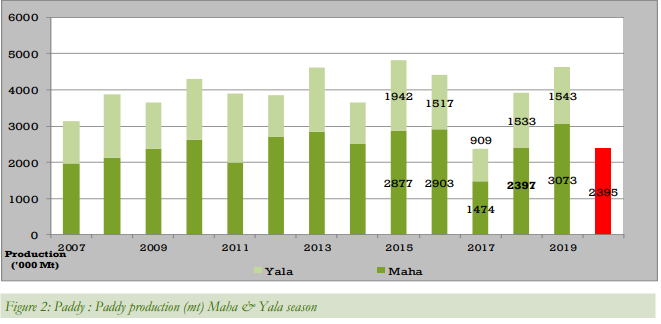 6000
5000
4000
3000
2000
1000
0
1942 1517 909 1533 1543
2877 2903 1474 2397 3073 2395
2007 2009 2011 2013 2015 2017 2019
Production
('000 Mt)
Yala Maha
Figure 2: Paddy : Paddy production (mt) Maha & Yala season